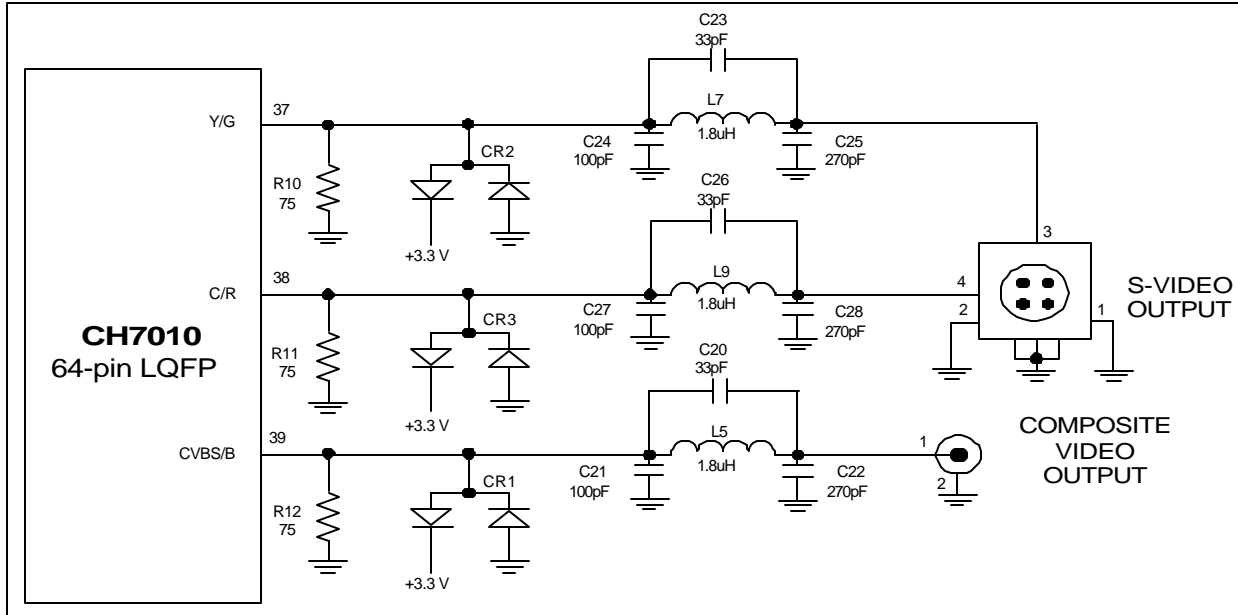 C23
33pF
37
Y/G
L7
1.8uH
C24
100pF
C25
270pF
CR2
R10
75
+3.3 V
C26
33pF
3
38
C/R
L9
1.8uH
4
2
1
S-VIDEO
OUTPUT
C27
100pF
C28
270pF
CH7010
64-pin LQFP
CR3
R11
75
+3.3 V
C20
33pF
39
CVBS/B
L5
1.8uH
1
2
COMPOSITE
VIDEO
OUTPUT
C21
100pF
C22
270pF
CR1
R12
75
+3.3 V